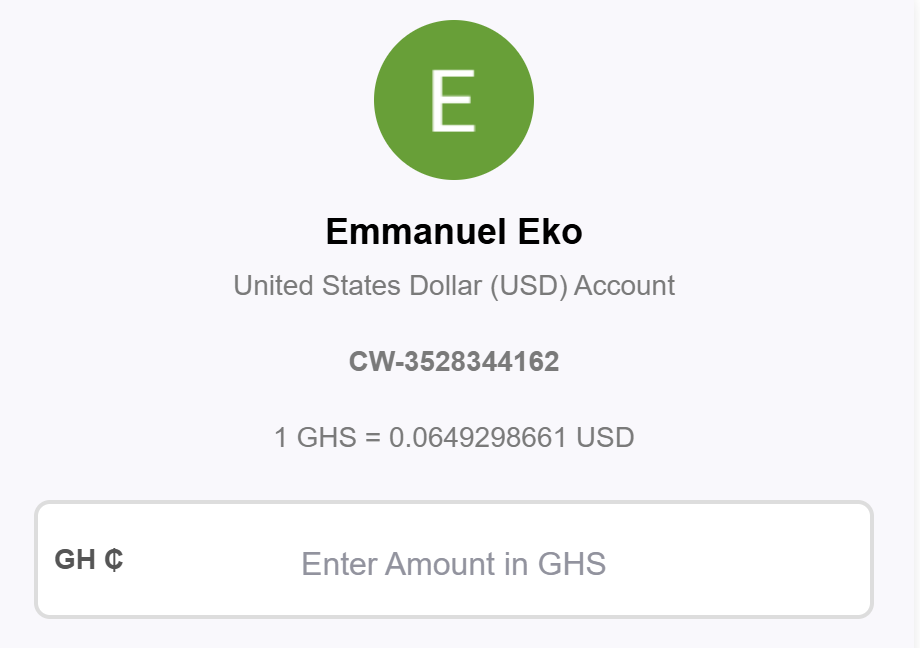 E
Emmanuel Eko
United States Dollar (USD) Account
CW-3528344162
1 GHS = 0.0649298661 USD
GH ₵ Enter Amount in GHS